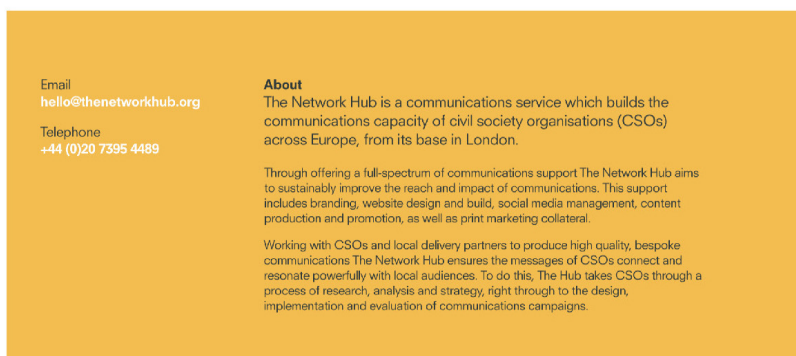 Email
hello@thenetworkhub.org
Telephone
+44 (0)20 7395 4489
About
The Network Hub is a communications service which builds the
communications capacity of civil society organisations (CSOs)
across Europe, from its base in London.
Through offering a full-spectrum of communications support The Network Hub aims
to sustainably improve the reach and impact of communications. This support
includes branding, website design and build, social media management, content
production and promotion, as well as print marketing collateral.
Working with CSOs and local delivery partners to produce high quality, bespoke
communications The Network Hub ensures the messages of CSOs connect and
resonate powerfully with local audiences. To do this, The Hub takes CSOs through a
process of research, analysis and strategy, right through to the design,
implementation and evaluation of communications campaigns.